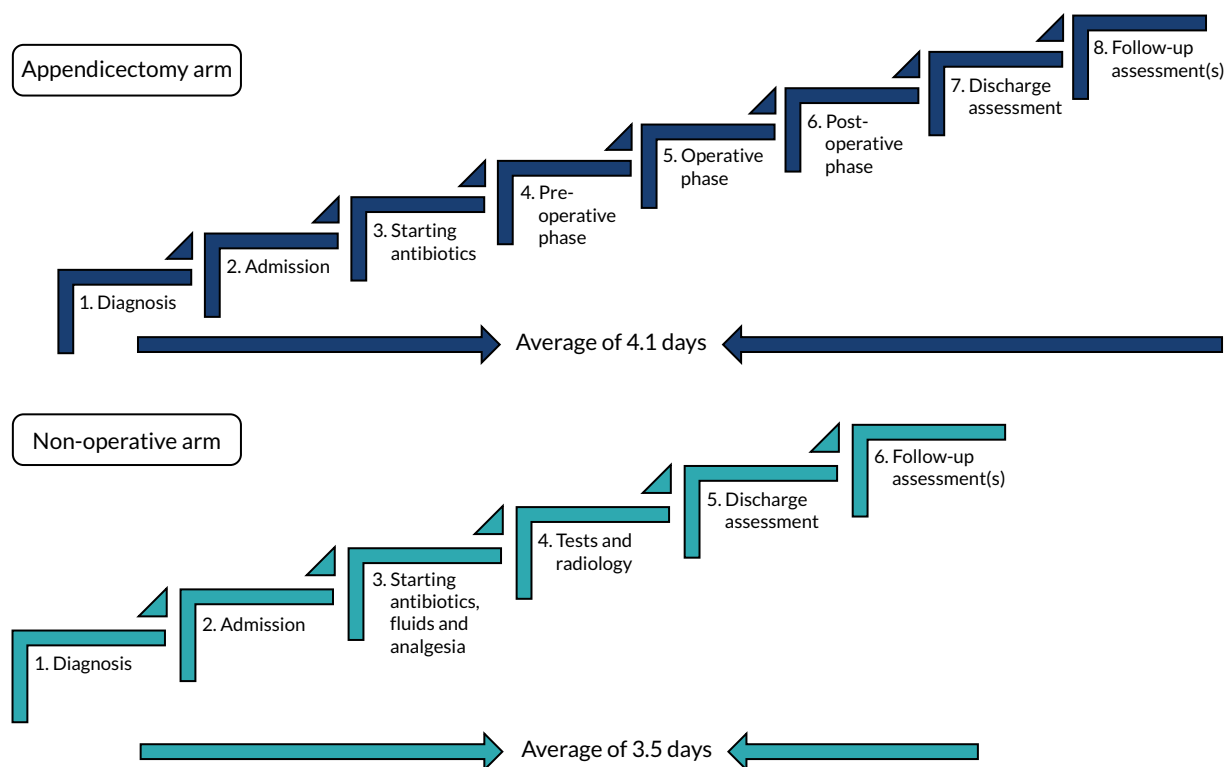 Appendicectomy arm
1. Diagnosis
2. Admission
3. Starting
antibiotics
4. Pre-
operative
phase
5. Operative
phase
6. Post-
operative
phase
7. Discharge
assessment
8. Follow-up
assessment(s)
Average of 4.1 days
Non-operative arm
1. Diagnosis
2. Admission
3. Starting
antibiotics,
fluids and
analgesia
4. Tests and
radiology
5. Discharge
assessment
6. Follow-up
assessment(s)
Average of 3.5 days